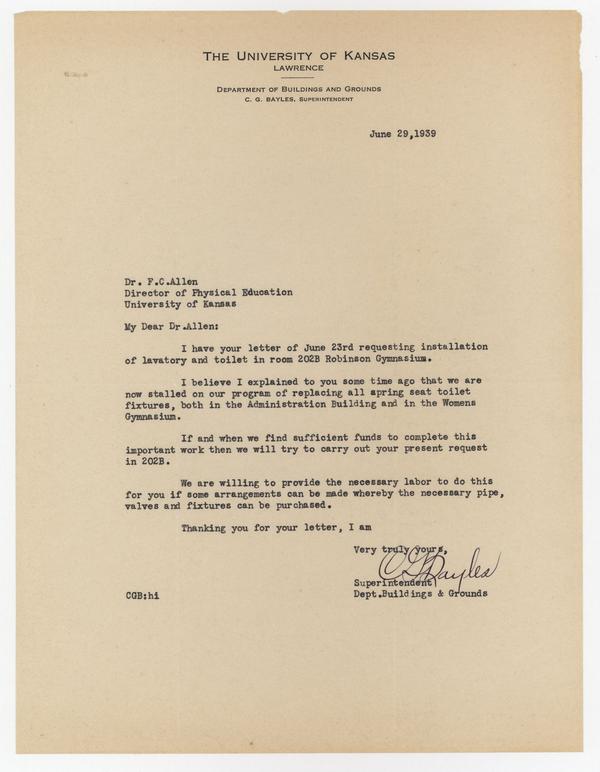 THE UNIVERSITY OF KANSAS
LAWRENCE
DEPARTMENT OF BUILDINGS AND GROUNDS
C. G. BAYLES, SUPERINTENDENT
June 29,1939
Dr. F.C.Allen
Director of Physical Education
University of Kansas
My Dear Dr.Allen:
I have your letter of June 23rd requesting installation
of lavatory and toilet in room 202B Robinson Gymnasium.
I believe I explained to you some time ago that we are
now stalled on our program of replacing all spring seat toilet
fixtures, both in the Administration Building and in the Womens
Gymnasium.
If and when we find sufficient funds to complete this
important work then we will try to carry out your present request
in 202B.
We are willing to provide the necessary labor to do this
for you if some arrangements can be made whereby the necessary pipe,
valves and fixtures can be purchased.
Thanking you for your letter, I am
Very truly yours,
CG Bayles
Superintendent
Dept.Buildings & Grounds
CGB:hi